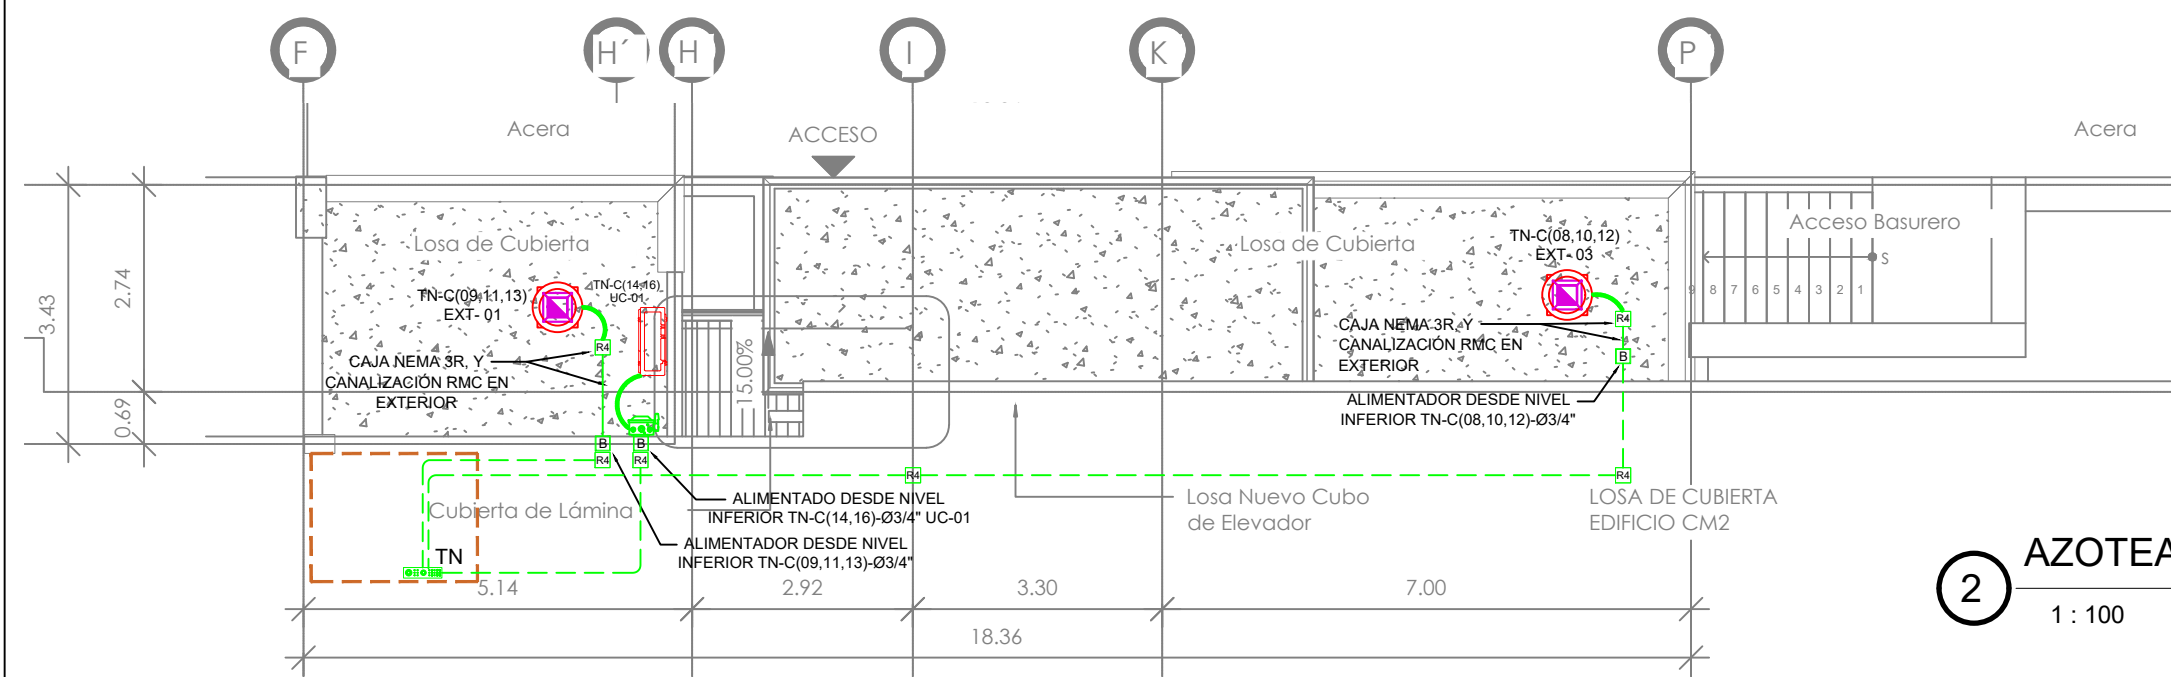 F
H´
H
I
K
P
Acera
ACCESO
Acera
Losa de Cubierta
Losa de Cubierta
Acceso Basurero
TN-C(08,10,12)
EXT- 03
S
TN-C(09,11,13)
EXT- 01
TN-C(14,16)
UC-01
9 8 7 6 5 4 3 2 1
3.43
2.74
0.69
15.00%
R4
R4
CAJA NEMA 3R, Y
CANALIZACIÓN RMC EN
EXTERIOR
CAJA NEMA 3R, Y
CANALIZACIÓN RMC EN
EXTERIOR
B
ALIMENTADOR DESDE NIVEL
INFERIOR TN-C(08,10,12)-Ø3/4"
B
B
R4
R4
R4
R4
Cubierta de Lámina
ALIMENTADO DESDE NIVEL
INFERIOR TN-C(14,16)-Ø3/4" UC-01
ALIMENTADOR DESDE NIVEL
INFERIOR TN-C(09,11,13)-Ø3/4"
Losa Nuevo Cubo
de Elevador
LOSA DE CUBIERTA
EDIFICIO CM2
TN
5.14
2.92
3.30
7.00
18.36
2
AZOTEA
1 : 100